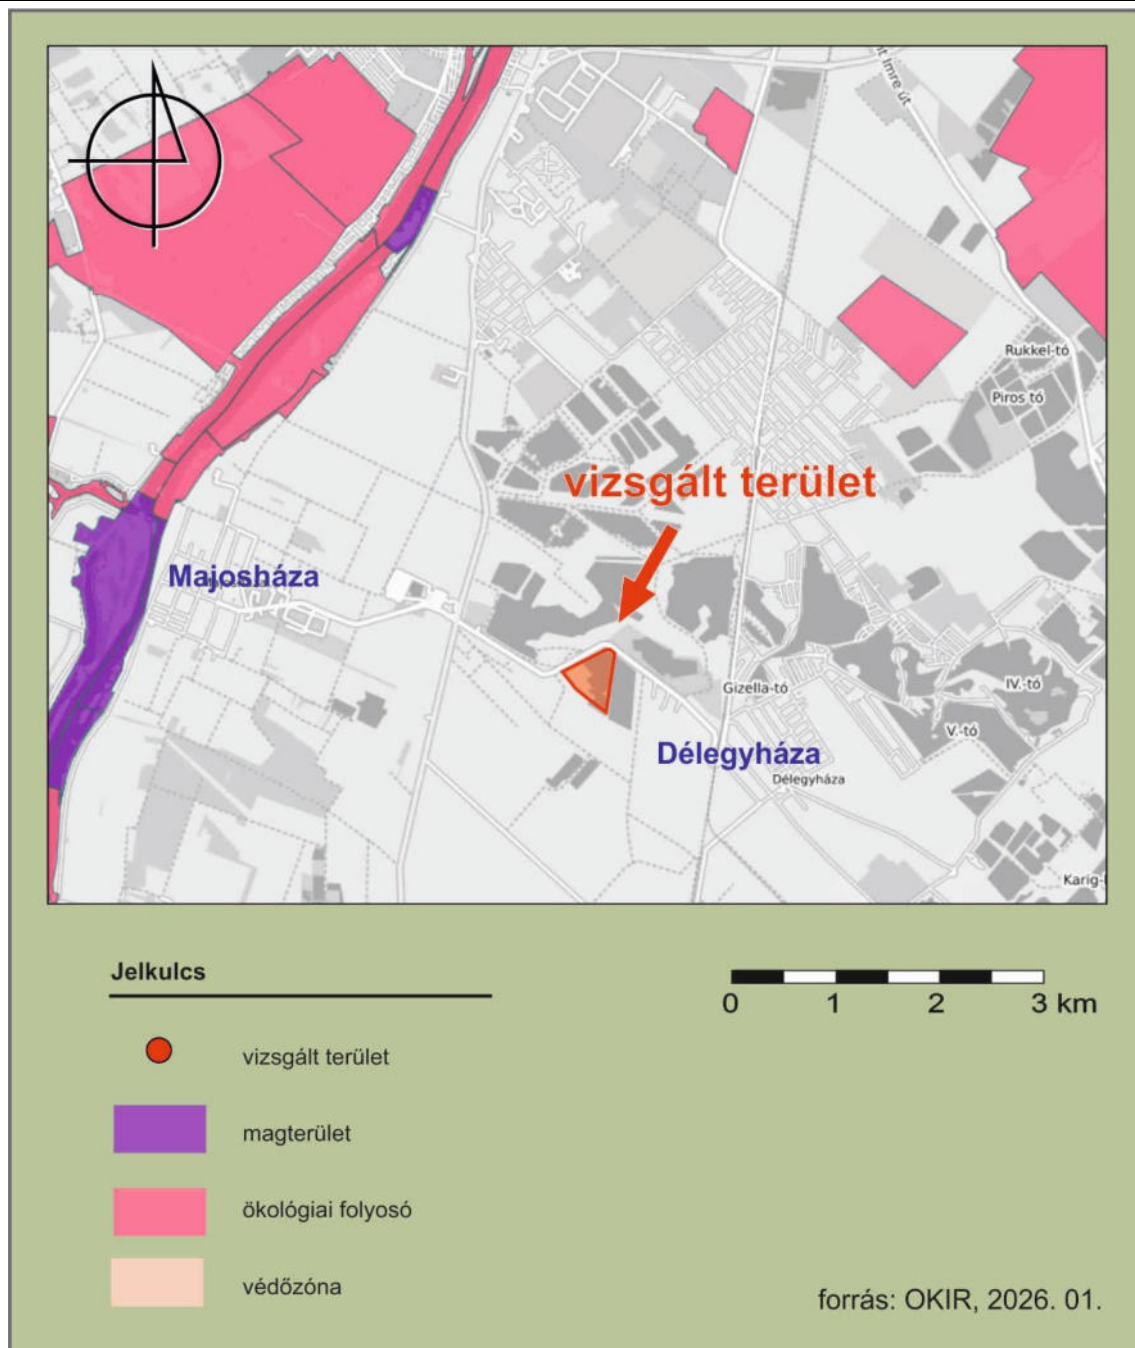 Imre út
Rukkel-tó
Piros tó
vizsgált terület
Majosháza
Gizella-tó
IV.-tó
V.-tó
Délegyháza
Délegyháza
Karig-
Jelkulcs
0 1 2 3 km
vizsgált terület
magterület
ökológiai folyosó
védőzóna
forrás: OKIR, 2026. 01.